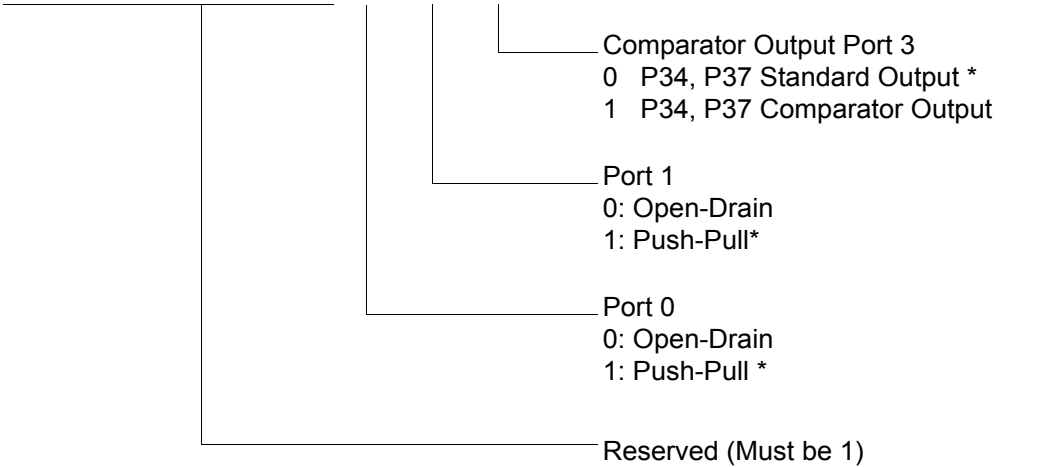 Comparator Output Port 3
0 P34, P37 Standard Output *
1 P34, P37 Comparator Output
Port 1
0: Open-Drain
1: Push-Pull*
Port 0
0: Open-Drain
1: Push-Pull *
Reserved (Must be 1)